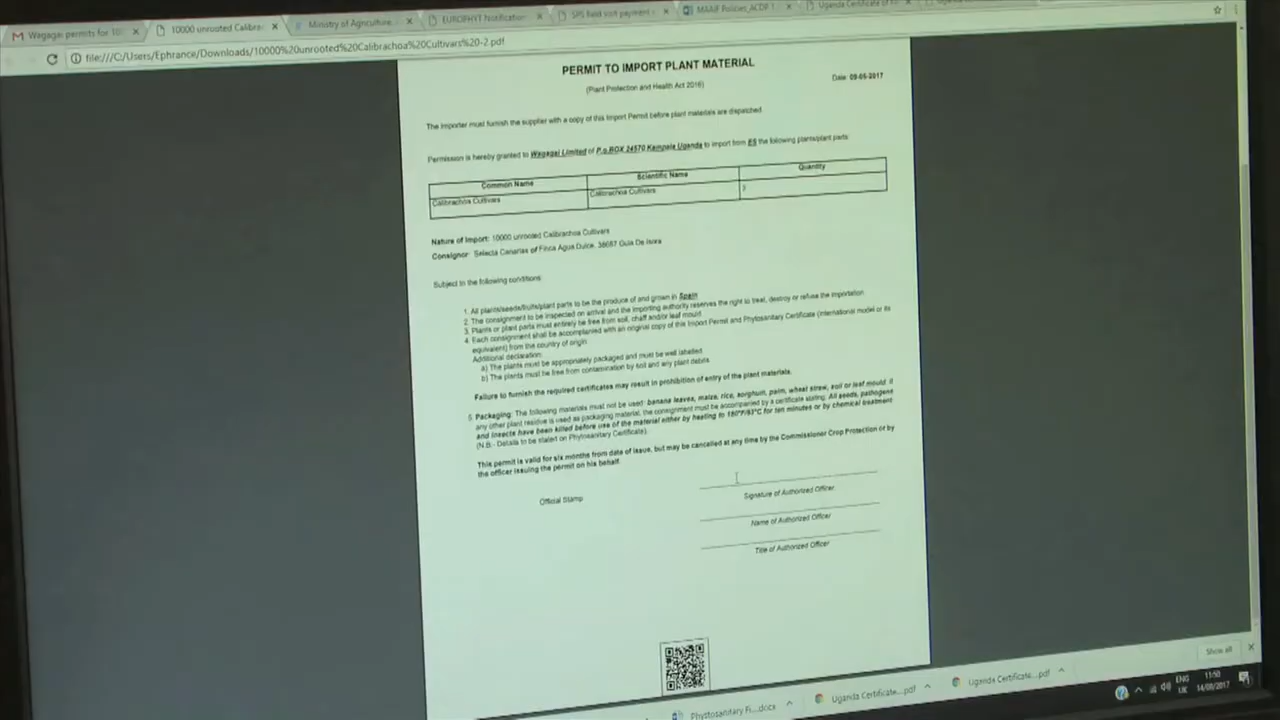 Wagagai permits for 10
10000 unrooted Calibra
Ministry of Agriculture,
EUROPHYT Notification
SPS field visit payment
MAAIF Policies_ACDP
Uganda Certificate of
file:///C:/Users/Ephrance/Downloads/10000%20unrooted%20Calibrachoa%20Cultivars%20-2.pdf
PERMIT TO IMPORT PLANT MATERIAL
(Plant Protection and Health Act 2016)
Date: 09-05-2017
The Importer must furnish the supplier with a copy of this Import Permit before plant materials are dispatched.
Permission is hereby granted to Wagagai Limited of P.o.BOX 24570 Kampala Uganda to import from ES the following plants/plant parts:
Common Name Scientific Name Quantity
Calibrachoa Cultivars Calibrachoa Cultivars
Nature of Import: 10000 unrooted Calibrachoa Cultivars
Consignor: Selecta Canarias of Finca Agua Dulce, 38687 Guia De Isora
Subject to the following conditions:
1. All plants/seeds/fruits/plant parts to be the produce of and grown in Spain
2. The consignment to be inspected on arrival and the importing authority reserves the right to treat, destroy or refuse the importation.
3. Plants or plant parts must entirely be free from soil, chaff and/or leaf mould
4. Each consignment shall be accompanied with an original copy of this Import Permit and Phytosanitary Certificate (International model or its
equivalent) from the country of origin.
Additional declaration:
a) The plants must be appropriately packaged and must be well labelled.
b) The plants must be free from contamination by soil and any plant debris.
Failure to furnish the required certificates may result in prohibition of entry of the plant materials.
5. Packaging: The following materials must not be used: banana leaves, maize, rice, sorghum, palm, wheat straw, soil or leaf mould. If
any other plant residue is used as packaging material, the consignment must be accompanied by a certificate stating: All seeds, pathogens
and insects have been killed before use of the material either by heating to 180°F/83°C for ten minutes or by chemical treatment
(N.B - Details to be stated on Phytosanitary Certificate).
This permit is valid for six months from date of issue, but may be cancelled at any time by the Commissioner Crop Protection or by
the officer issuing the permit on his behalf.
Official Stamp
Signature of Authorized Officer
Name of Authorized Officer
Title of Authorized Officer
Show all
Phytosanitary Fi....docx
Uganda Certificate....pdf
Uganda Certificate....pdf
ENG
UK
11:50
14/08/2017